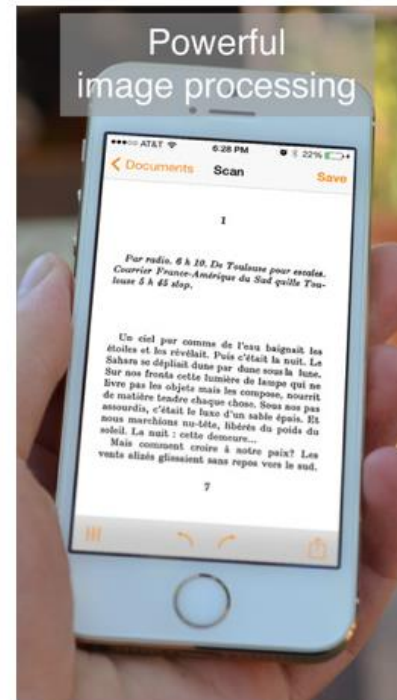 Powerful
image processing
AT&T 6:28 PM 22%
Documents Scan Save
1
Par radio. 6 h 10. De Toulouse pour escales.
Courrier France-Amérique du Sud quitte Tou-
louse 5 h 45 stop.
Un ciel pur comme de l'eau baignait les
étoiles et les révélait. Puis c'était la nuit. Le
Sahara se dépliait dune par dune sous la lune.
Sur nos fronts cette lumière de lampe qui ne
livre pas les objets mais les compose, nourrit
de matière tendre chaque chose. Sous nos pas
assourdis, c'était le luxe d'un sable épais. Et
nous marchions nu-tête, libérés du poids du
soleil. La nuit : cette demeure...
Mais comment croire à notre paix? Les
vents alizés glissaient sans repos vers le sud.
7